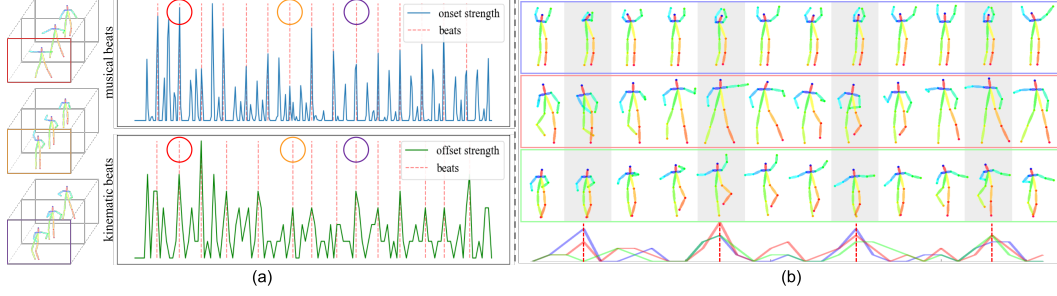 musical beats
onset strength
beats
kinematic beats
offset strength
beats
(a)
(b)